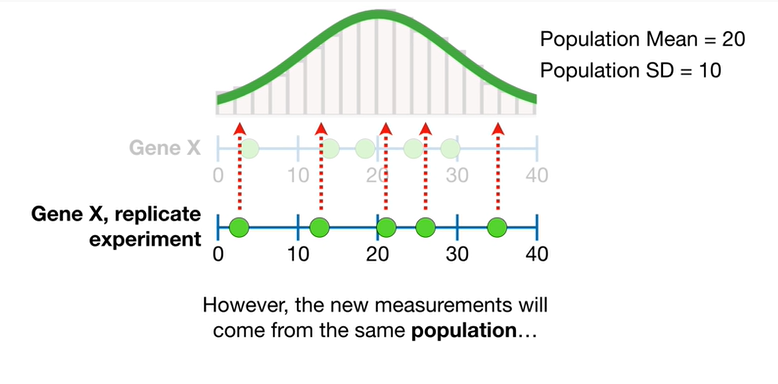 Population Mean = 20
Population SD = 10
Gene X
0 10 20 30 40
Gene X, replicate
experiment
0 10 20 30 40
However, the new measurements will
come from the same population…